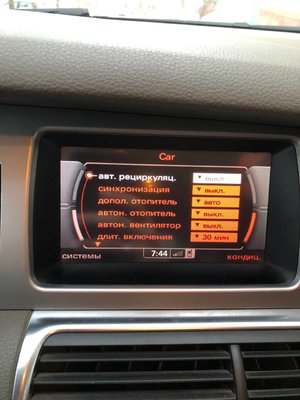 Car
авт. рециркуляц. выкл
синхронизация выкл.
допол. отопитель авто
автон. отопитель выкл.
автон. вентилятор выкл.
длит. включения 30 мин
системы 7:44 кондиц.